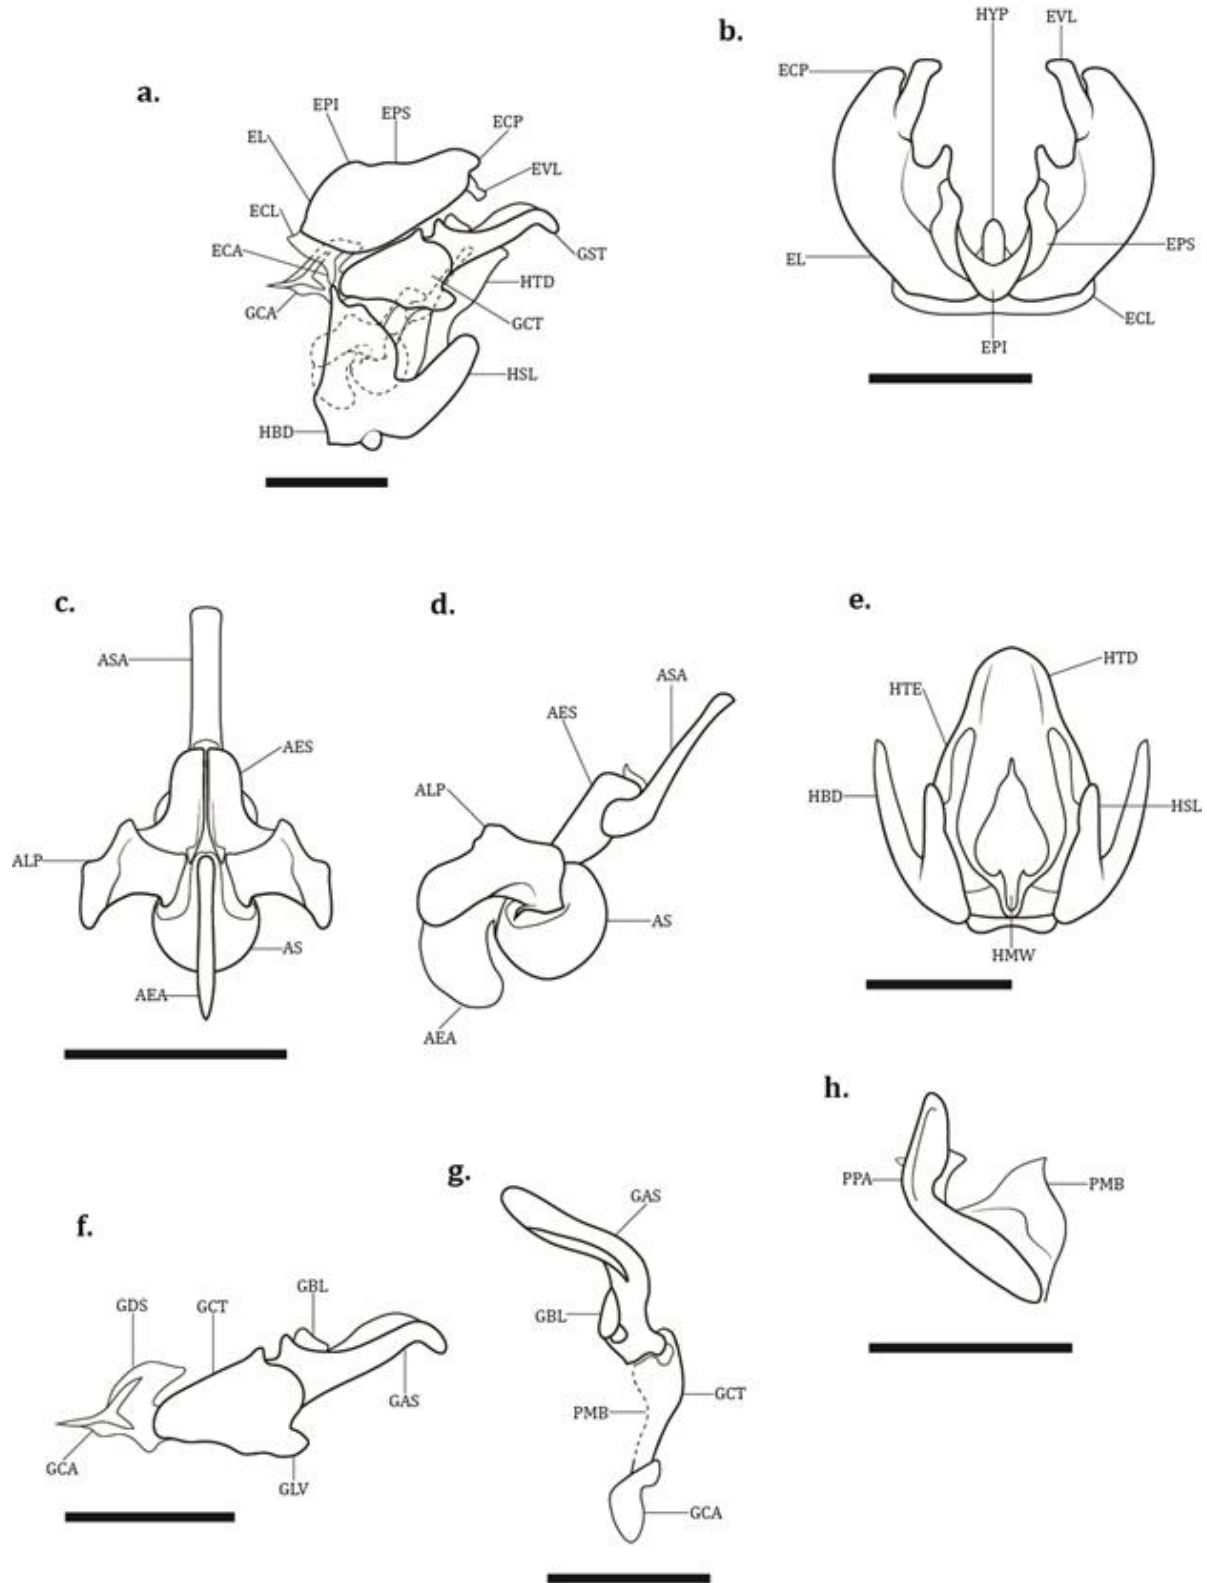 a.
EPI
EPS
ECP
EL
EVL
ECL
ECA
GST
HTD
GCA
GCT
HSL
HBD
b.
HYP
EVL
ECP
EPS
EL
ECL
EPI
c.
ASA
AES
ALP
AS
AEA
d.
ASA
AES
ALP
AS
AEA
e.
HTD
HTE
HBD
HSL
HMW
f.
GBL
GDS
GCT
GAS
GCA
GLV
g.
GAS
GBL
GCT
PMB
GCA
h.
PPA
PMB